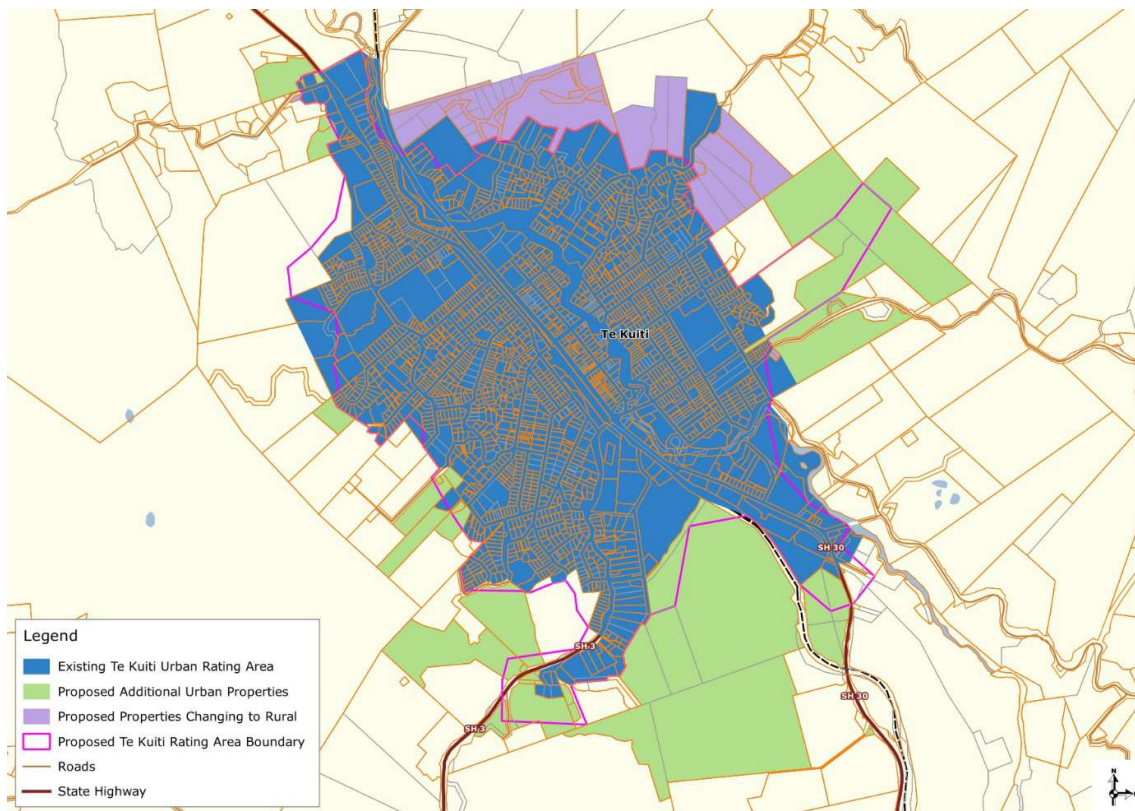 Te Kuiti
SH 30
SH 3
SH 30
SH 3
Legend
Existing Te Kuiti Urban Rating Area
Proposed Additional Urban Properties
Proposed Properties Changing to Rural
Proposed Te Kuiti Rating Area Boundary
Roads
State Highway
N